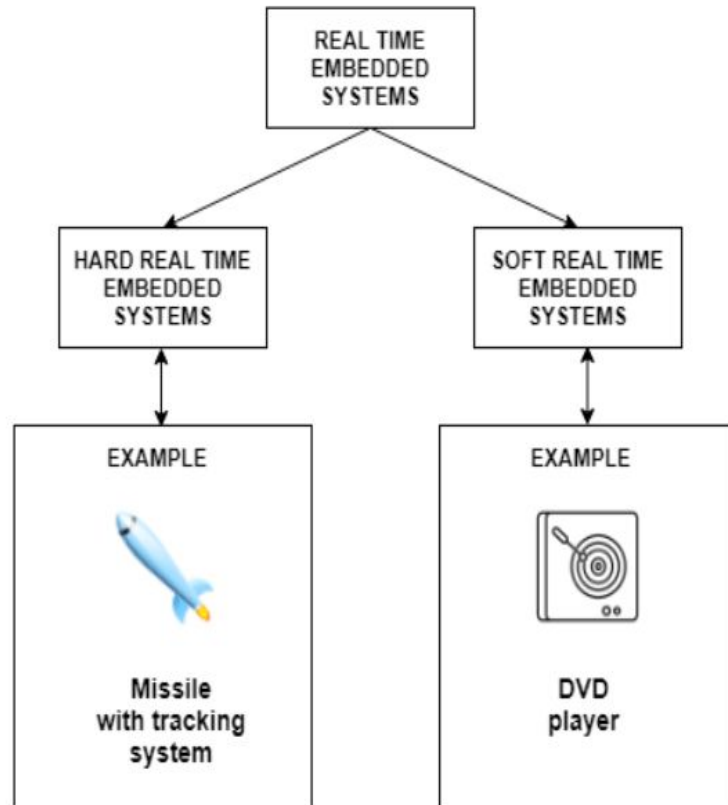 REAL TIME
EMBEDDED
SYSTEMS
HARD REAL TIME
EMBEDDED
SYSTEMS
SOFT REAL TIME
EMBEDDED
SYSTEMS
EXAMPLE
Missile
with tracking
system
EXAMPLE
DVD
player